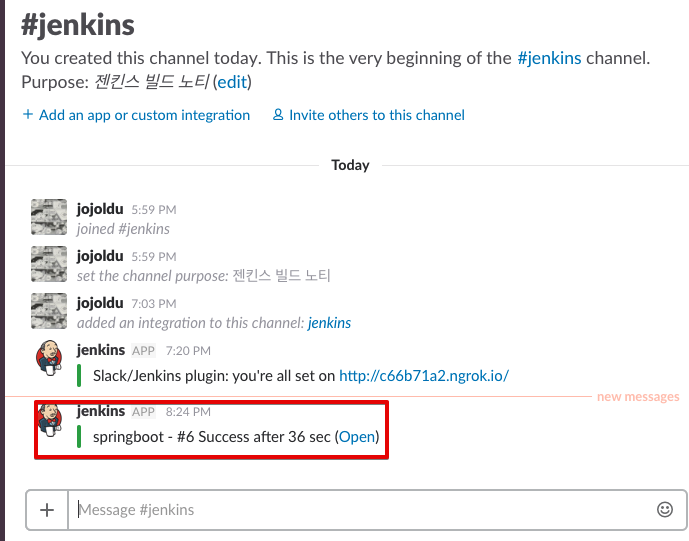 #jenkins
You created this channel today. This is the very beginning of the #jenkins channel.
Purpose: 젠킨스 빌드 노티 (edit)
+ Add an app or custom integration Invite others to this channel
Today
jojoldu 5:59 PM
joined #jenkins
jojoldu 5:59 PM
set the channel purpose: 젠킨스 빌드 노티
jojoldu 7:03 PM
added an integration to this channel: jenkins
jenkins APP 7:20 PM
Slack/Jenkins plugin: you're all set on http://c66b71a2.ngrok.io/
new messages
jenkins APP 8:24 PM
springboot - #6 Success after 36 sec (Open)
+ Message #jenkins